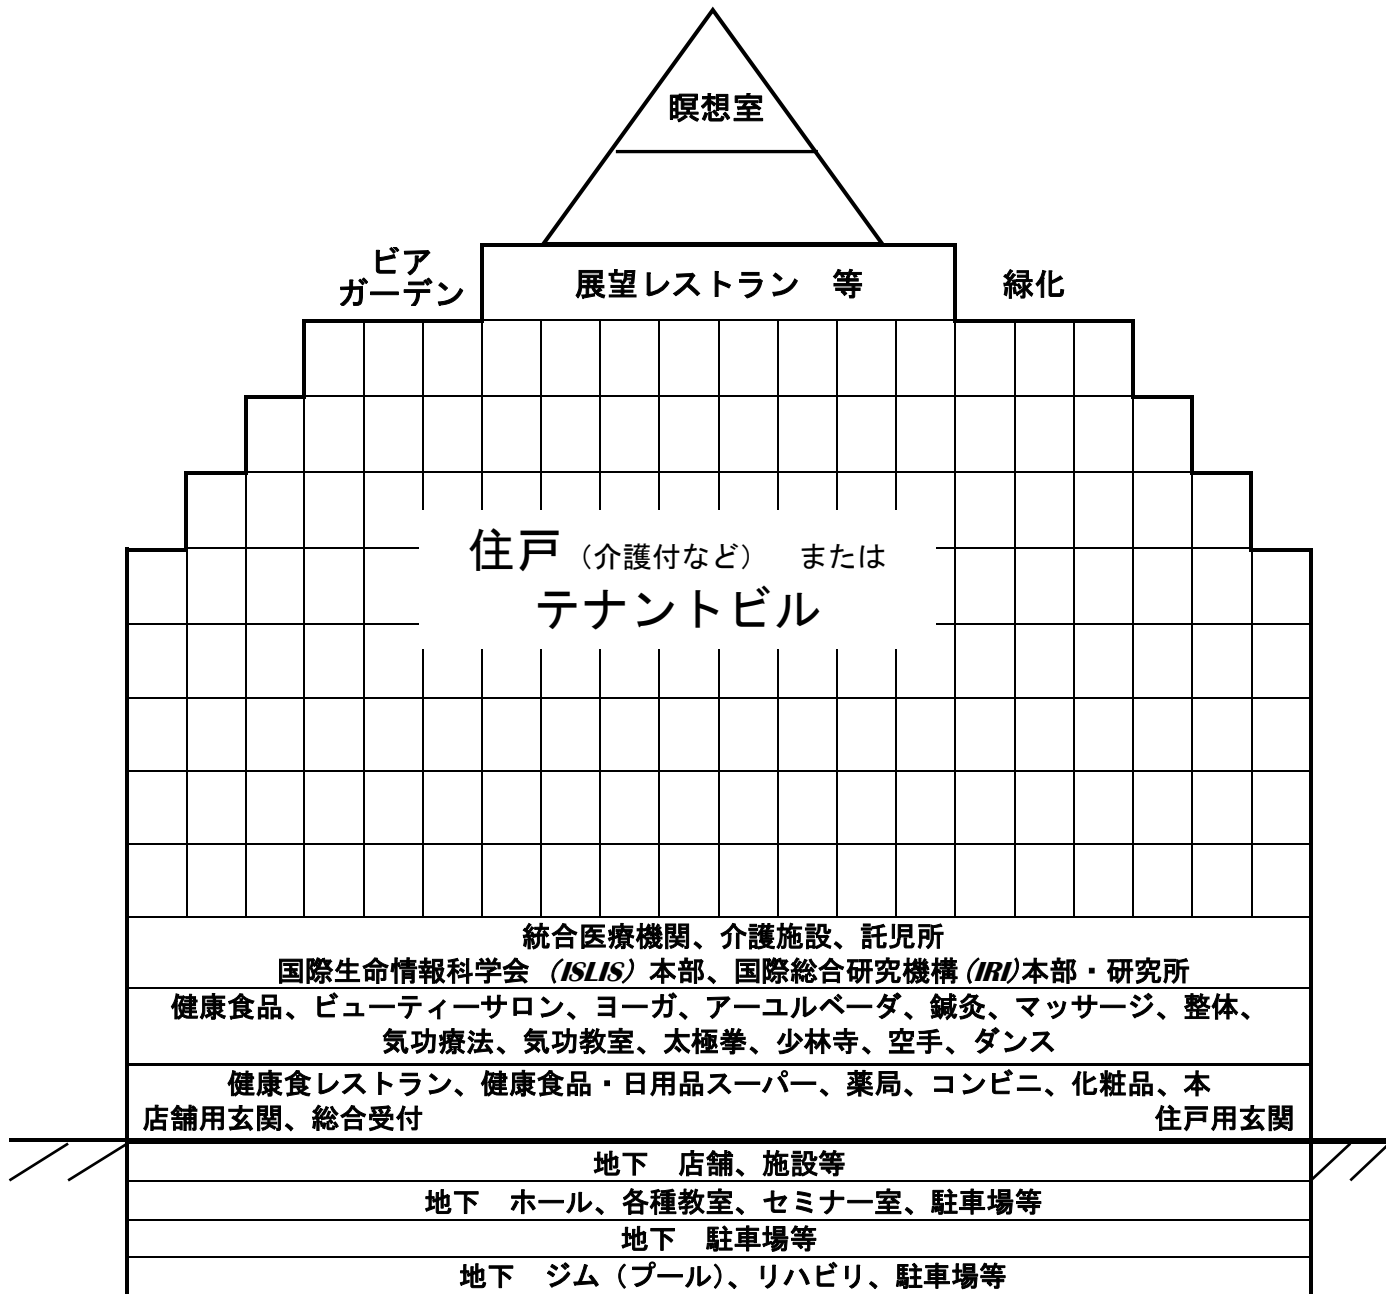 瞑想室
ビア
ガーデン
展望レストラン　等
緑化
住戸（介護付など）　または
テナントビル
統合医療機関、介護施設、託児所
国際生命情報科学会（ISLIS）本部、国際総合研究機構(IRI)本部・研究所
健康食品、ビューティーサロン、ヨーガ、アーユルベーダ、鍼灸、マッサージ、整体、
気功療法、気功教室、太極拳、少林寺、空手、ダンス
健康食レストラン、健康食品・日用品スーパー、薬局、コンビニ、化粧品、本
店舗用玄関、総合受付　住戸用玄関
地下　店舗、施設等
地下　ホール、各種教室、セミナー室、駐車場等
地下　駐車場等
地下　ジム（プール）、リハビリ、駐車場等